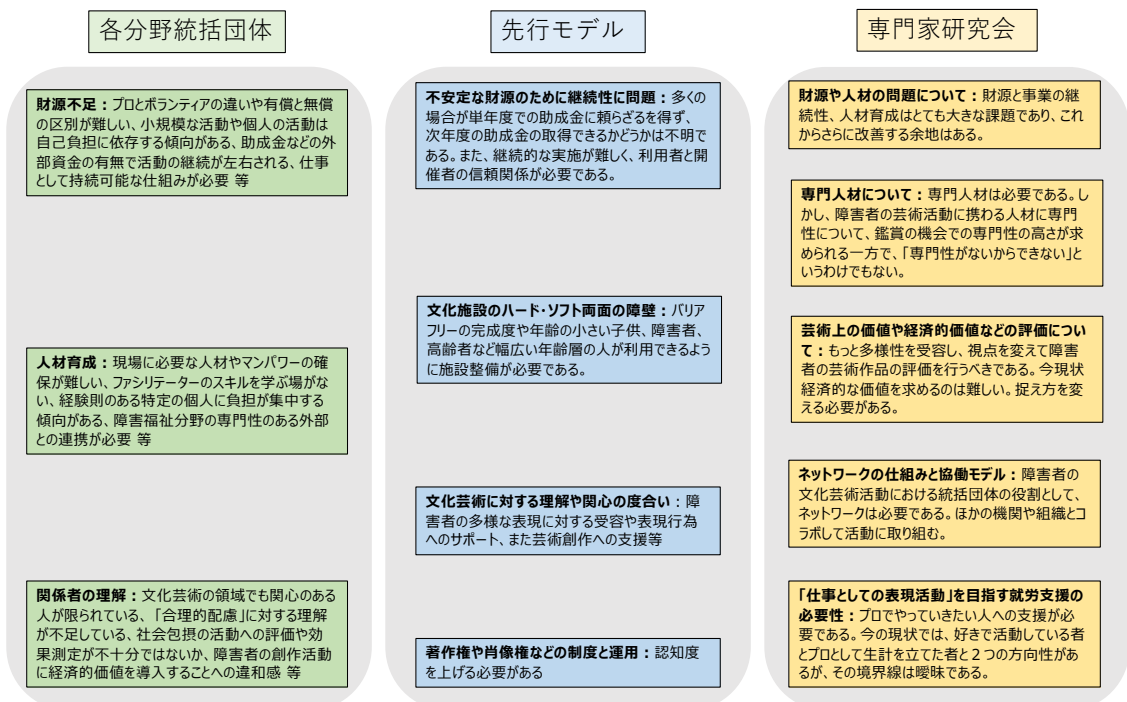 各分野統括団体
財源不足：プロとボランティアの違いや有償と無償
の区別が難しい、小規模な活動や個人の活動は
自己負担に依存する傾向がある、助成金などの外
部資金の有無で活動の継続が左右される、仕事
として持続可能な仕組みが必要 等
人材育成：現場に必要な人材やマンパワーの確
保が難しい、ファシリテーターのスキルを学ぶ場がな
い、経験則のある特定の個人に負担が集中する
傾向がある、障害福祉分野の専門性のある外部
との連携が必要 等
関係者の理解：文化芸術の領域でも関心のある
人が限られている、「合理的配慮」に対する理解
が不足している、社会包摂の活動への評価や効
果測定が不十分ではないか、障害者の創作活動
に経済的価値を導入することへの違和感 等
先行モデル
不安定な財源のために継続性に問題：多くの
場合が単年度での助成金に頼らざるを得ず、
次年度の助成金の取得できるかどうかは不明
である。また、継続的な実施が難しく、利用者と開
催者の信頼関係が必要である。
文化施設のハード・ソフト両面の障壁：バリア
フリーの完成度や年齢の小さい子供、障害者、
高齢者など幅広い年齢層の人が利用できるよう
に施設整備が必要である。
文化芸術に対する理解や関心の度合い：障
害者の多様な表現に対する受容や表現行為
へのサポート、また芸術創作への支援等
著作権や肖像権などの制度と運用：認知度
を上げる必要がある
専門家研究会
財源や人材の問題について：財源と事業の継
続性、人材育成はとても大きな課題であり、これ
からさらに改善する余地はある。
専門人材について：専門人材は必要である。し
かし、障害者の芸術活動に携わる人材に専門
性について、鑑賞の機会での専門性の高さが求
められる一方で、「専門性がないからできない」と
いうわけでもない。
芸術上の価値や経済的価値などの評価につい
て：もっと多様性を受容し、視点を変えて障害
者の芸術作品の評価を行うべきである。今現状
経済的な価値を求めるのは難しい。捉え方を変
える必要がある。
ネットワークの仕組みと協働モデル：障害者の
文化芸術活動における統括団体の役割として、
ネットワークは必要である。ほかの機関や組織とコ
ラボして活動に取り組む。
「仕事としての表現活動」を目指す就労支援の
必要性：プロでやっていきたい人への支援が必
要である。今の現状では、好きで活動している者
とプロとして生計を立てた者と２つの方向性があ
るが、その境界線は曖昧である。